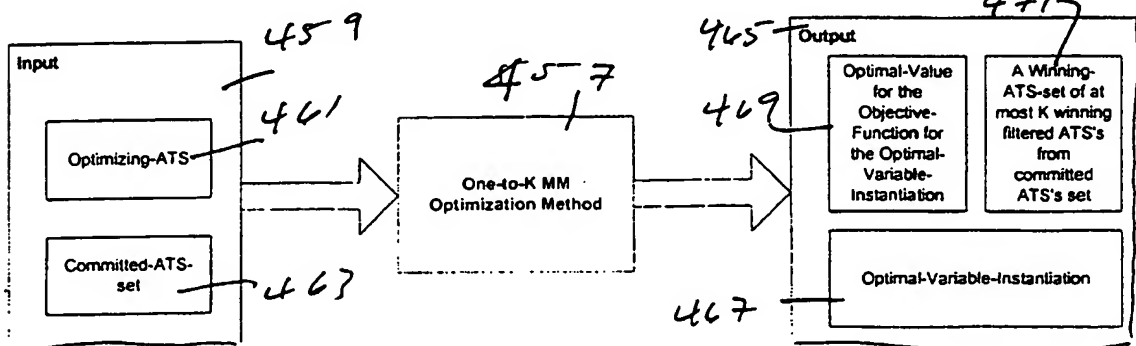 Input
459
461
Optimizing-ATS
Committed-ATS-
set
463
457
One-to-K MM
Optimization Method
465
Output
469
Optimal-Value
for the
Objective-
Function for
the Optimal-
Variable-
Instantiation
A Winning-
ATS-set of at
most K winning
filtered ATS's
from
committed
ATS's set
467
Optimal-Variable-Instantiation